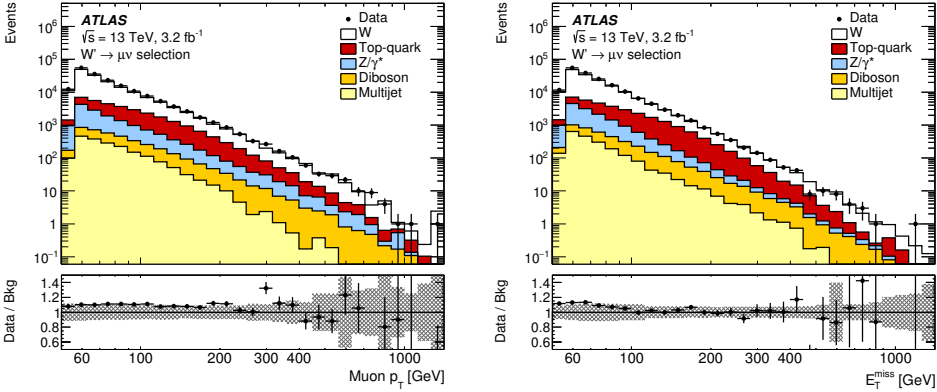 Events
10⁶
10⁵
10⁴
10³
10²
10
1
10⁻¹
ATLAS
√s = 13 TeV, 3.2 fb⁻¹
W' → μν selection
Data
W
Top-quark
Z/γ*
Diboson
Multijet
Data / Bkg
1.4
1.2
1
0.8
0.6
60 100 200 300 400 1000
Muon p_T [GeV]
Events
10⁶
10⁵
10⁴
10³
10²
10
1
10⁻¹
ATLAS
√s = 13 TeV, 3.2 fb⁻¹
W' → μν selection
Data
W
Top-quark
Z/γ*
Diboson
Multijet
Data / Bkg
1.4
1.2
1
0.8
0.6
60 100 200 300 400 1000
E_T^miss [GeV]